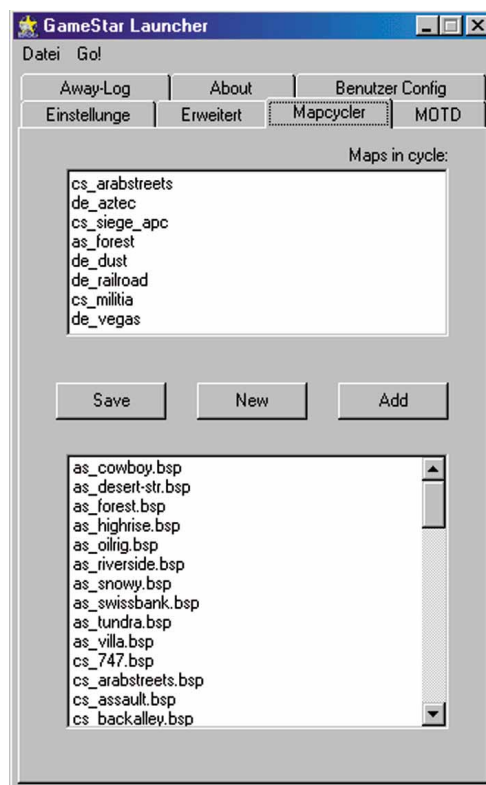 GameStar Launcher
Datei Go!
Away-Log About Benutzer Config
Einstellunge Erweitert Mapcycler MOTD
Maps in cycle:
cs_arabstreets
de_aztec
cs_siege_apc
as_forest
de_dust
de_railroad
cs_militia
de_vegas
Save New Add
as_cowboy.bsp
as_desert-str.bsp
as_forest.bsp
as_highrise.bsp
as_oilrig.bsp
as_riverside.bsp
as_snowy.bsp
as_swissbank.bsp
as_tundra.bsp
as_villa.bsp
cs_747.bsp
cs_arabstreets.bsp
cs_assault.bsp
cs_backalley.bsp